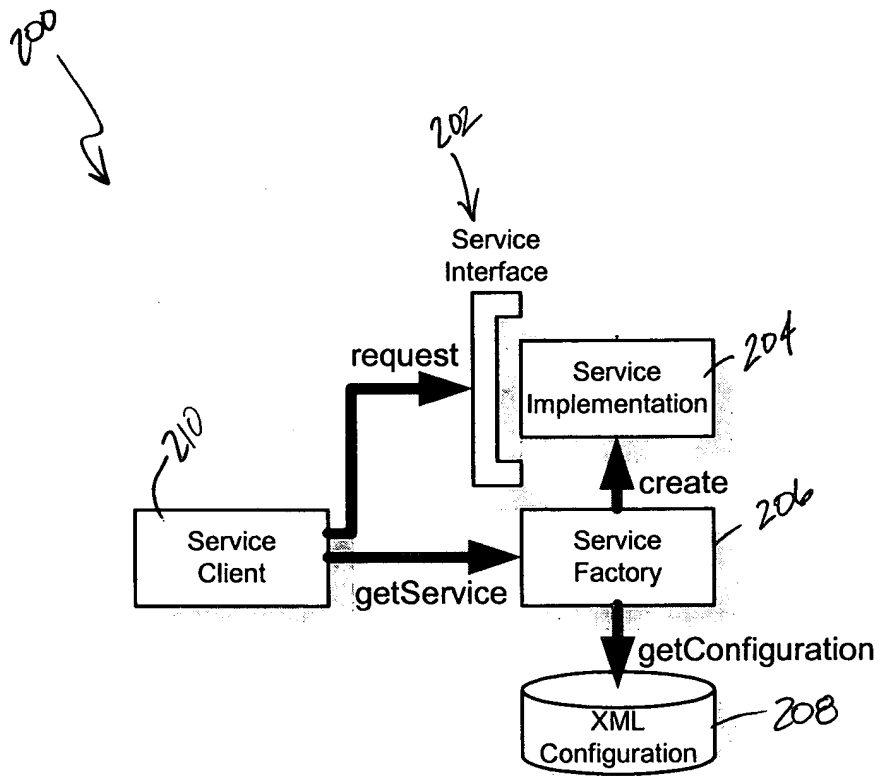 200
202
Service
Interface
request
Service
Implementation
204
210
create
Service
Client
getService
Service
Factory
206
getConfiguration
XML
Configuration
208